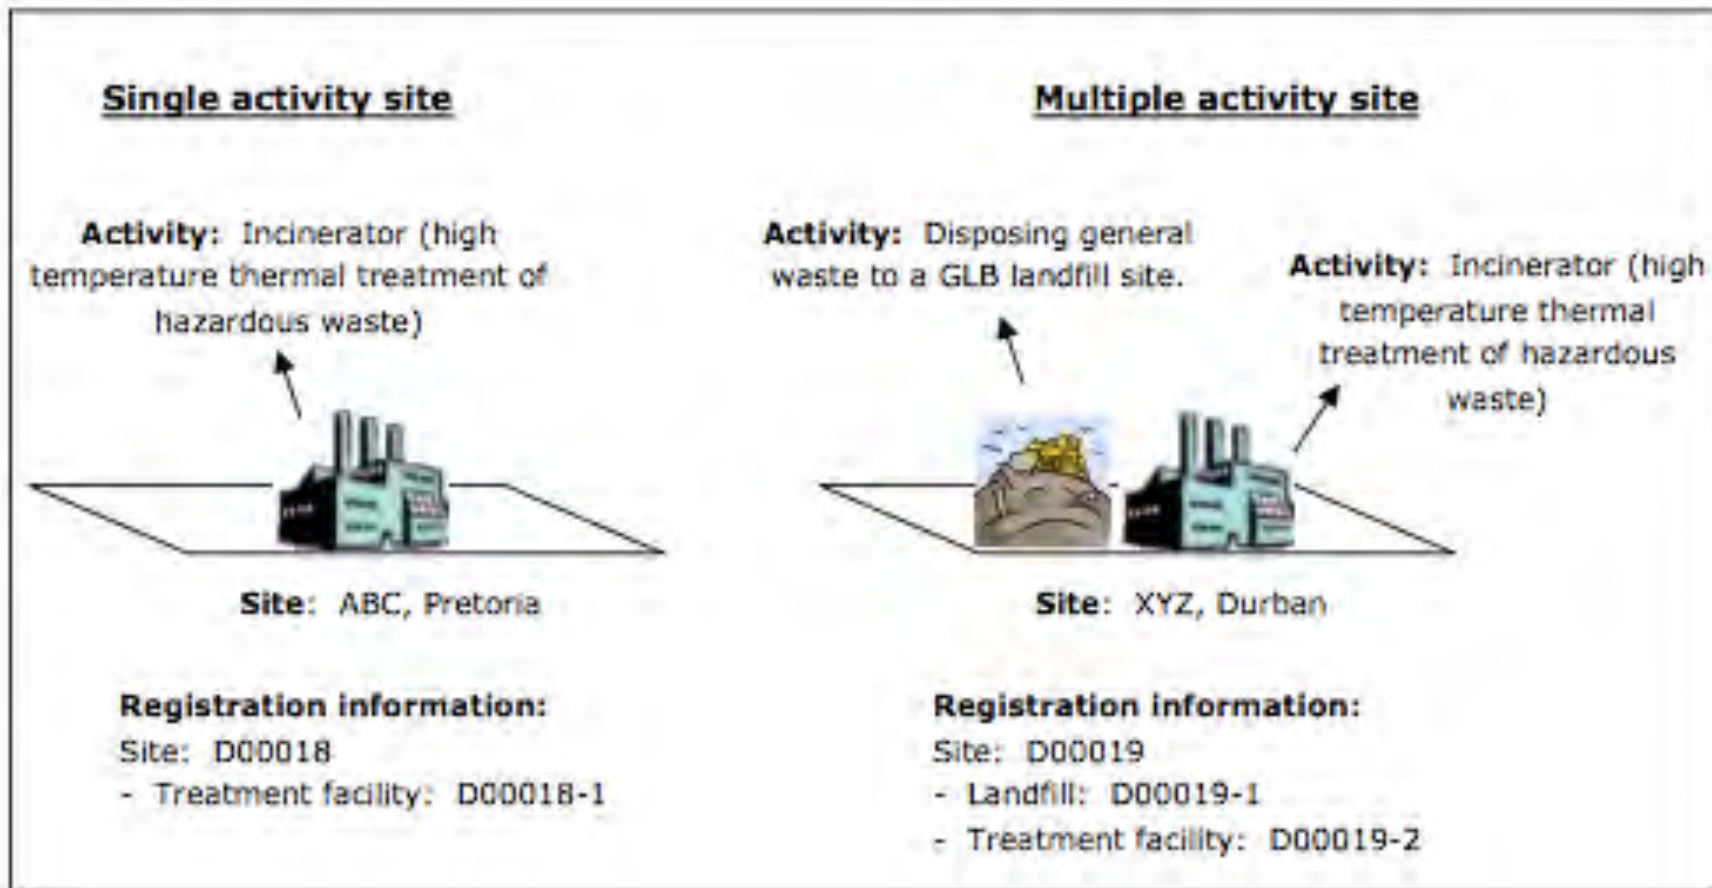 Single activity site
Activity: Incinerator (high
temperature thermal treatment of
hazardous waste)
Site: ABC, Pretoria
Registration information:
Site: D00018
- Treatment facility: D00018-1
Multiple activity site
Activity: Disposing general
waste to a GLB landfill site.
Activity: Incinerator (high
temperature thermal
treatment of hazardous
waste)
Site: XYZ, Durban
Registration information:
Site: D00019
- Landfill: D00019-1
- Treatment facility: D00019-2